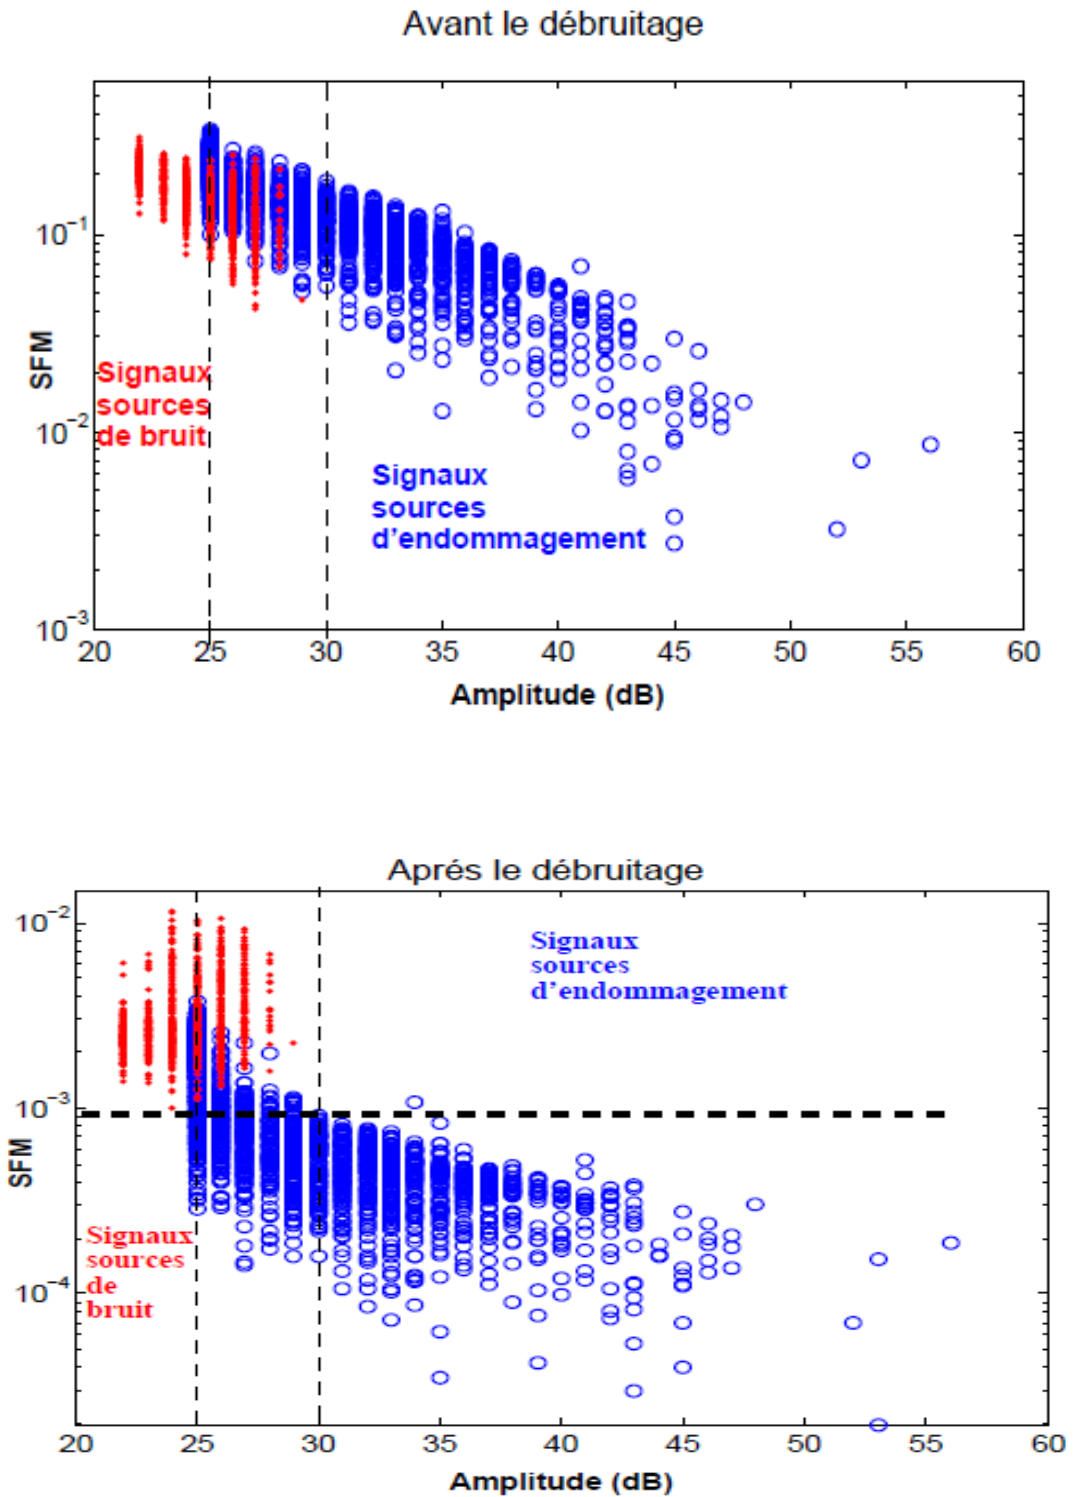 Avant le débruitage
10⁻¹
SFM
Signaux
sources
de bruit
10⁻²
Signaux
sources
d'endommagement
10⁻³
20 25 30 35 40 45 50 55 60
Amplitude (dB)
Aprés le débruitage
10⁻²
Signaux
sources
d'endommagement
10⁻³
SFM
Signaux
sources
de
bruit
10⁻⁴
20 25 30 35 40 45 50 55 60
Amplitude (dB)